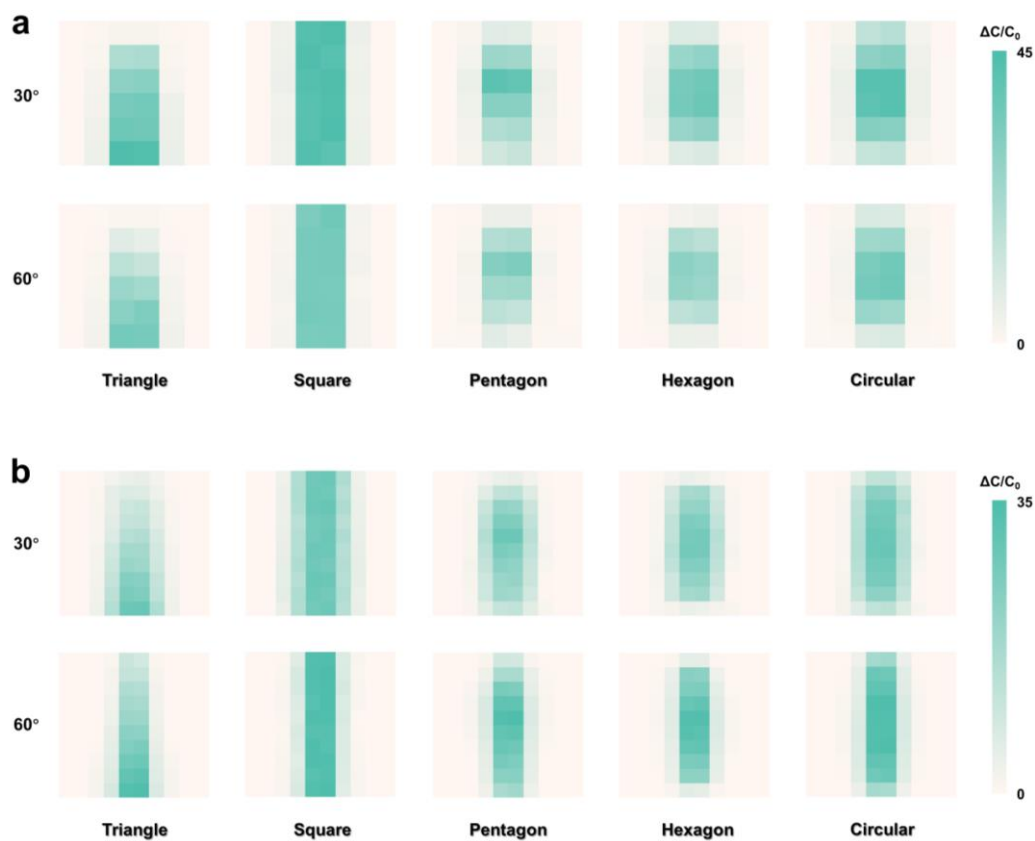 a
ΔC/C₀
45
30°
60°
0
Triangle
Square
Pentagon
Hexagon
Circular
b
ΔC/C₀
35
30°
60°
0
Triangle
Square
Pentagon
Hexagon
Circular